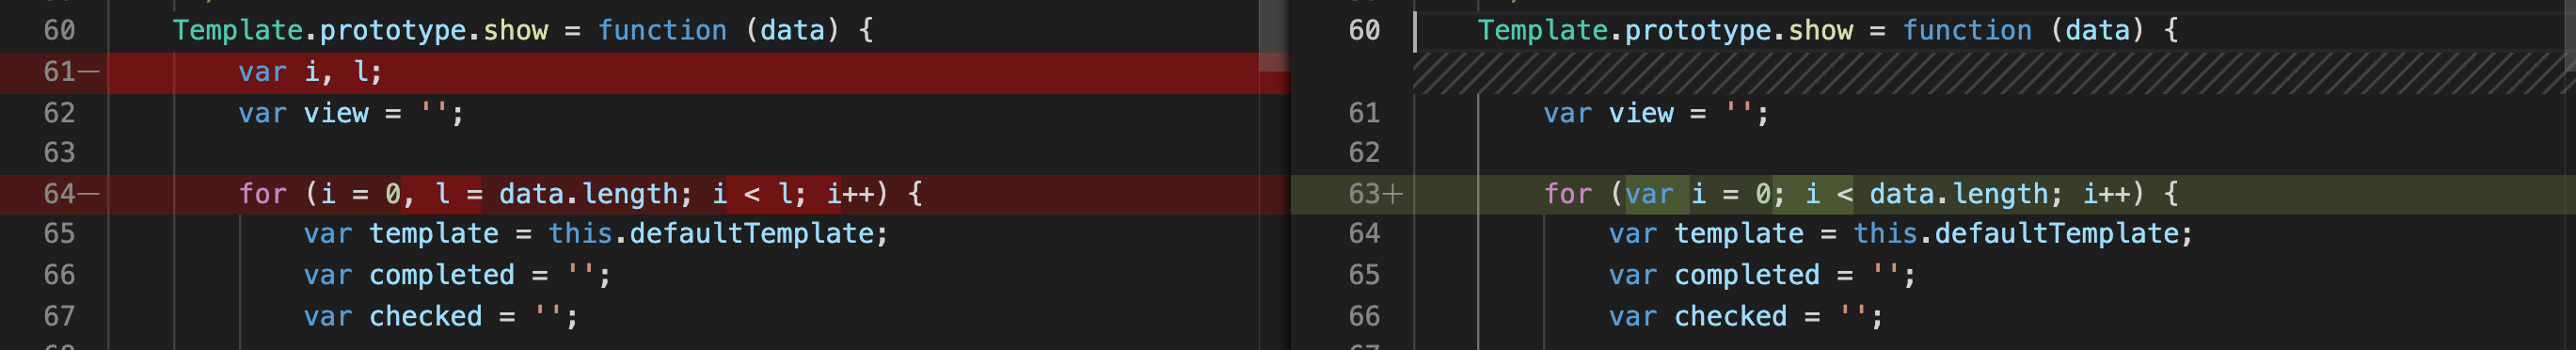 60 Template.prototype.show = function (data) {
61— var i, l;
62 var view = '';
63
64— for (i = 0, l = data.length; i < l; i++) {
65 var template = this.defaultTemplate;
66 var completed = '';
67 var checked = '';
60 Template.prototype.show = function (data) {
61 var view = '';
62
63+ for (var i = 0; i < data.length; i++) {
64 var template = this.defaultTemplate;
65 var completed = '';
66 var checked = '';